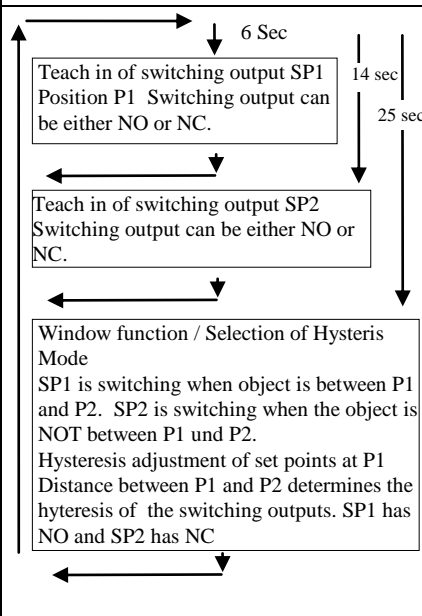 6 Sec
Teach in of switching output SP1
Position P1 Switching output can
be either NO or NC.
14 sec
25 sec
Teach in of switching output SP2
Switching output can be either NO or
NC.
Window function / Selection of Hysteris
Mode
SP1 is switching when object is between P1
and P2. SP2 is switching when the object is
NOT between P1 und P2.
Hysteresis adjustment of set points at P1
Distance between P1 and P2 determines the
hyteresis of the switching outputs. SP1 has
NO and SP2 has NC